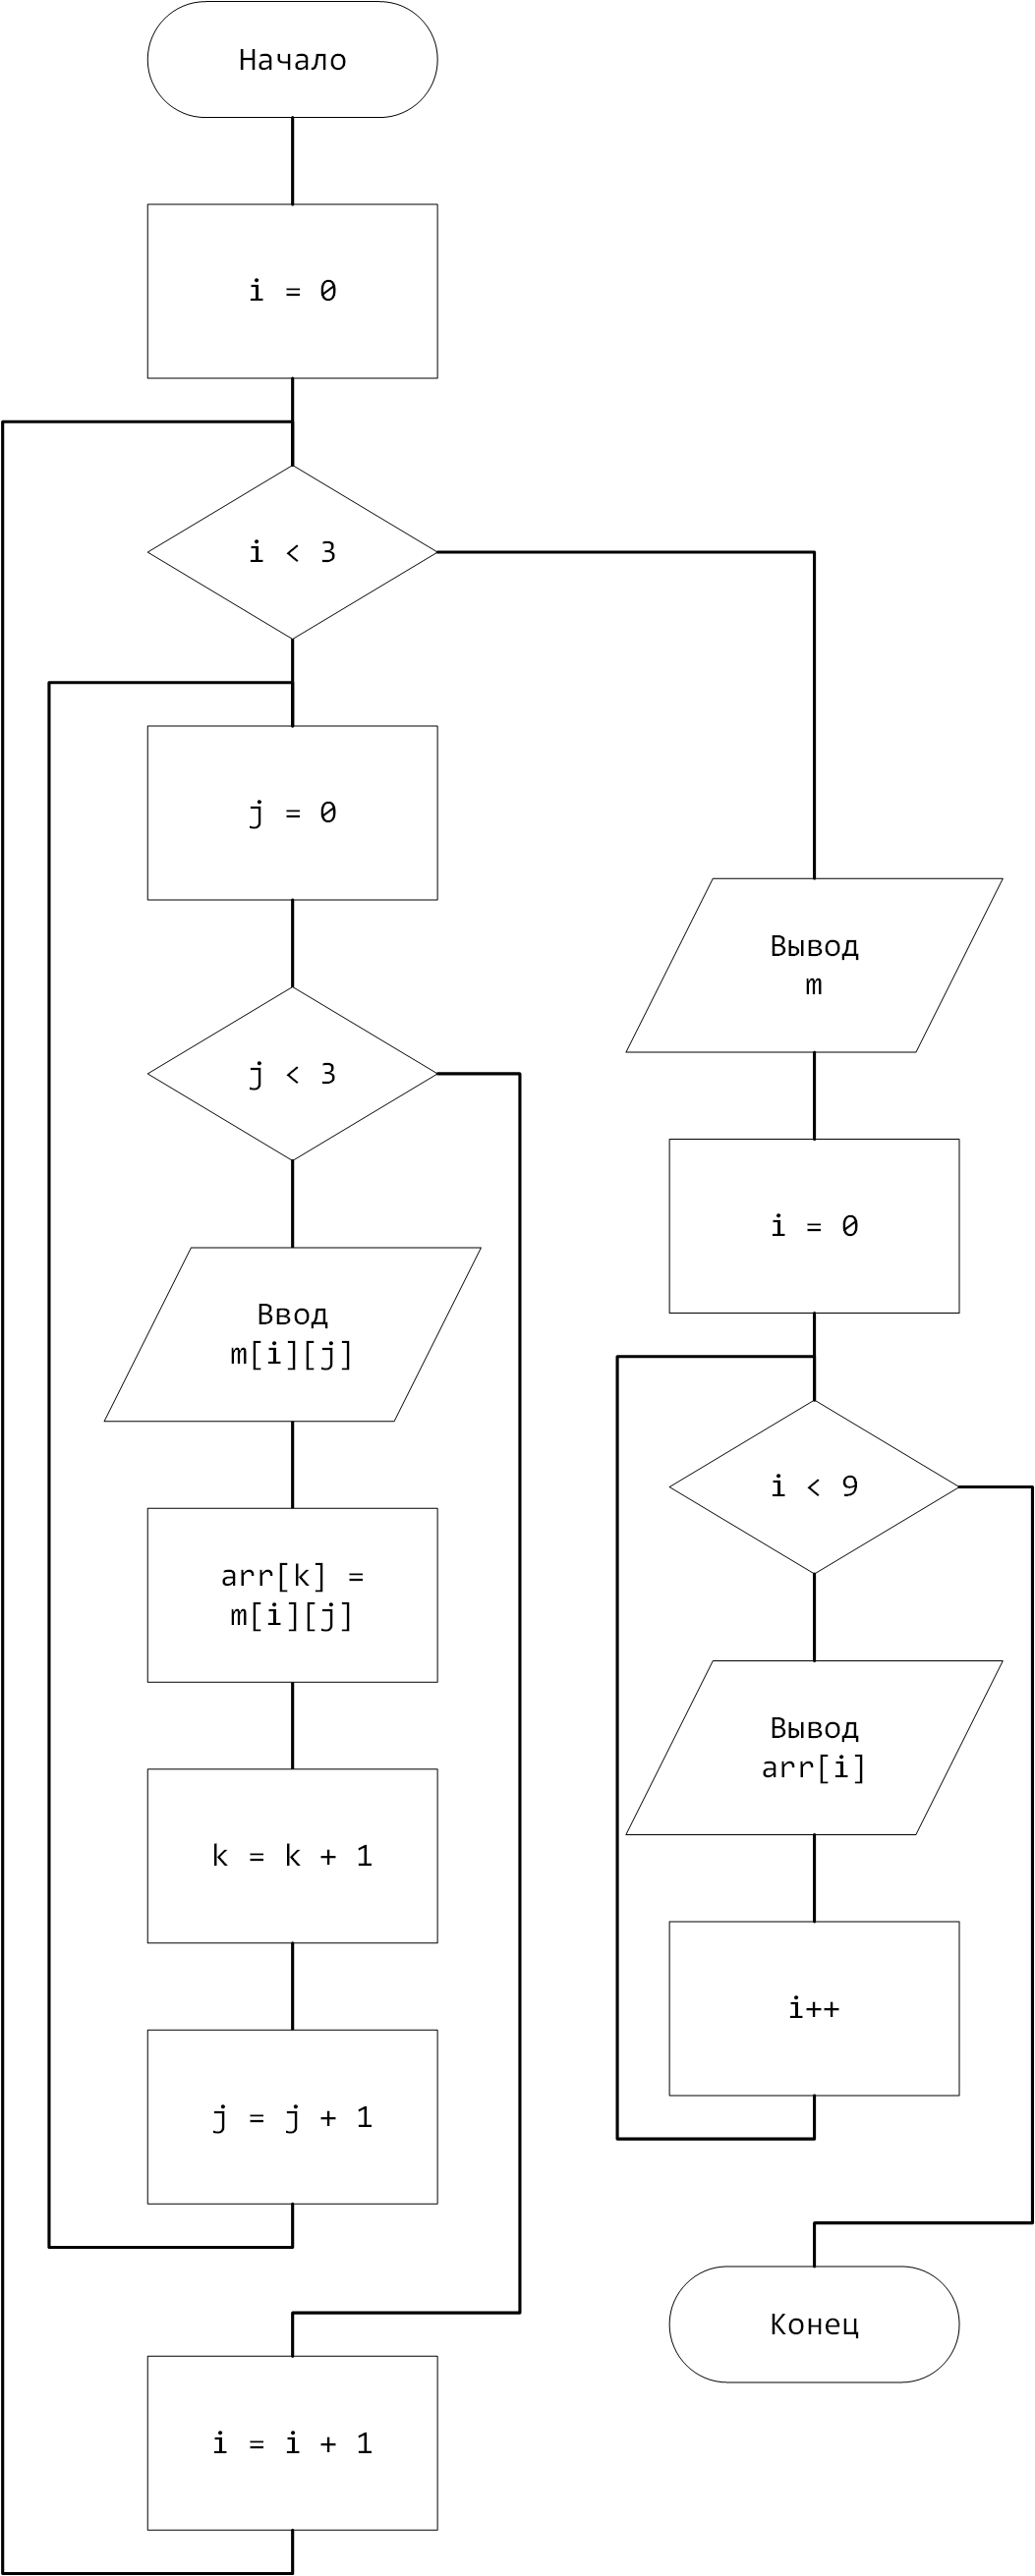 Начало
i = 0
i < 3
j = 0
j < 3
Ввод
m[i][j]
arr[k] =
m[i][j]
k = k + 1
j = j + 1
i = i + 1
Вывод
m
i = 0
i < 9
Вывод
arr[i]
i++
Конец